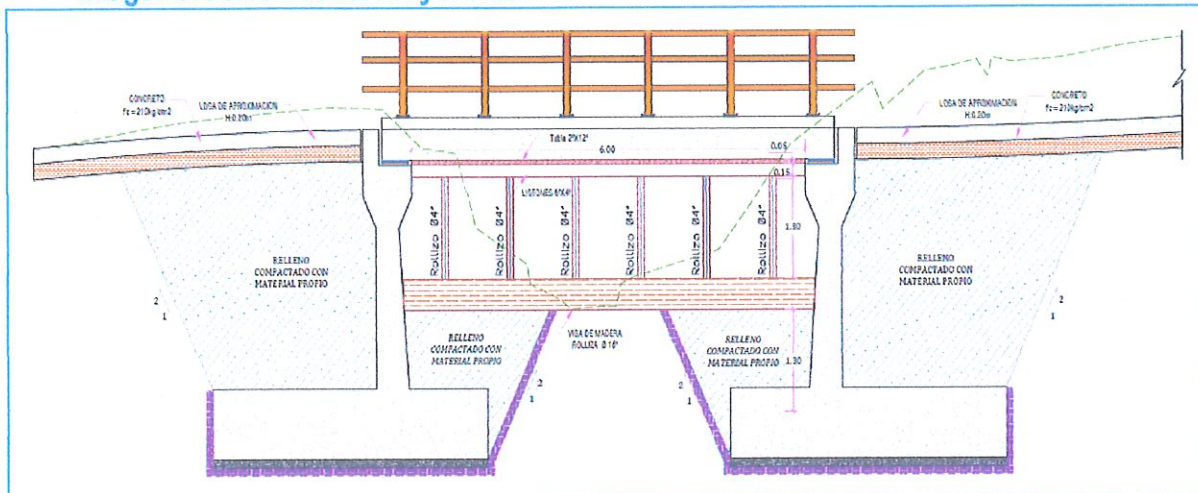 CONCRETO
f'c = 210kg/cm2
LOSA DE APROXIMACION
H:0.20m
Tabla 2"X12"
6.00
0.05
0.15
LOSA DE APROXIMACION
H:0.20m
CONCRETO
f'c = 210kg/cm2
LISTONES 6"X4"
Rollizo Ø4"
Rollizo Ø4"
Rollizo Ø4"
Rollizo Ø4"
Rollizo Ø4"
Rollizo Ø4"
1.80
RELLENO
COMPACTADO CON
MATERIAL PROPIO
2
1
RELLENO
COMPACTADO CON
MATERIAL PROPIO
2
1
VIGA DE MADERA
ROLLIZA Ø 16"
RELLENO
COMPACTADO CON
MATERIAL PROPIO
2
1
1.30
RELLENO
COMPACTADO CON
MATERIAL PROPIO
2
1